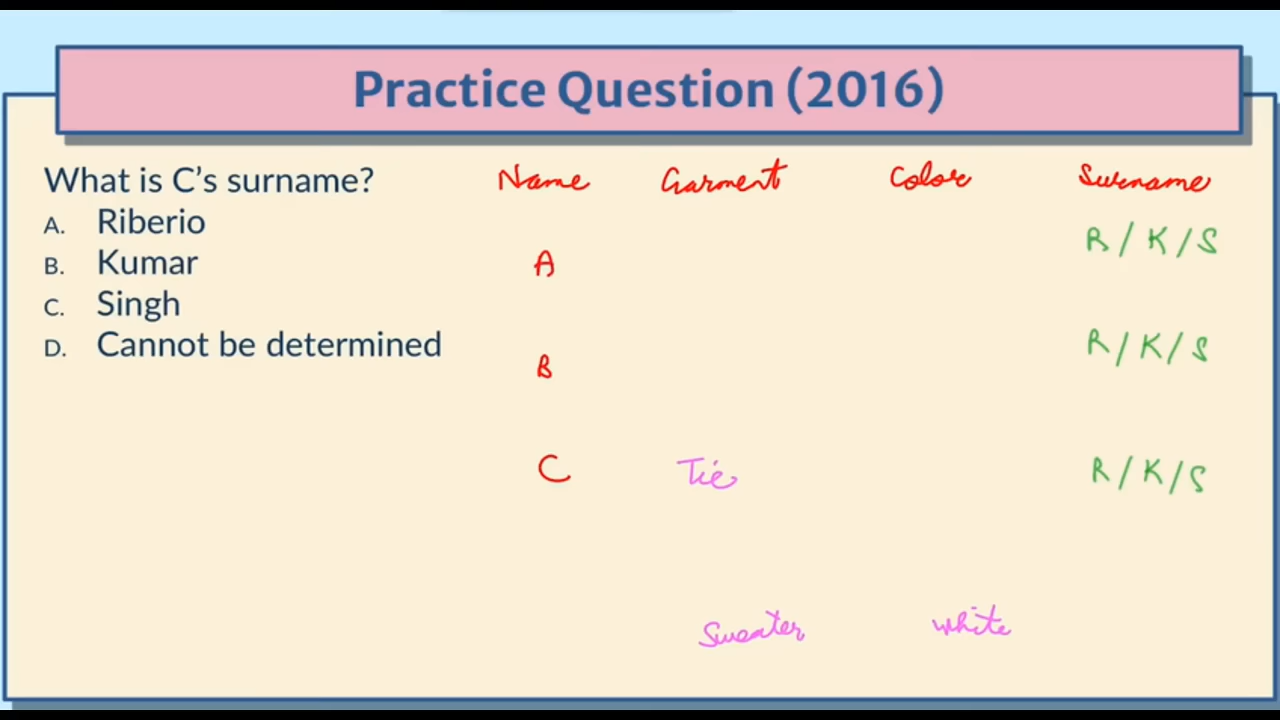 Practice Question (2016)
What is C's surname?
A. Riberio
B. Kumar
C. Singh
D. Cannot be determined
Name Garment Color Surname
A R/K/S
B R/K/S
C Tie R/K/S
Sweater white